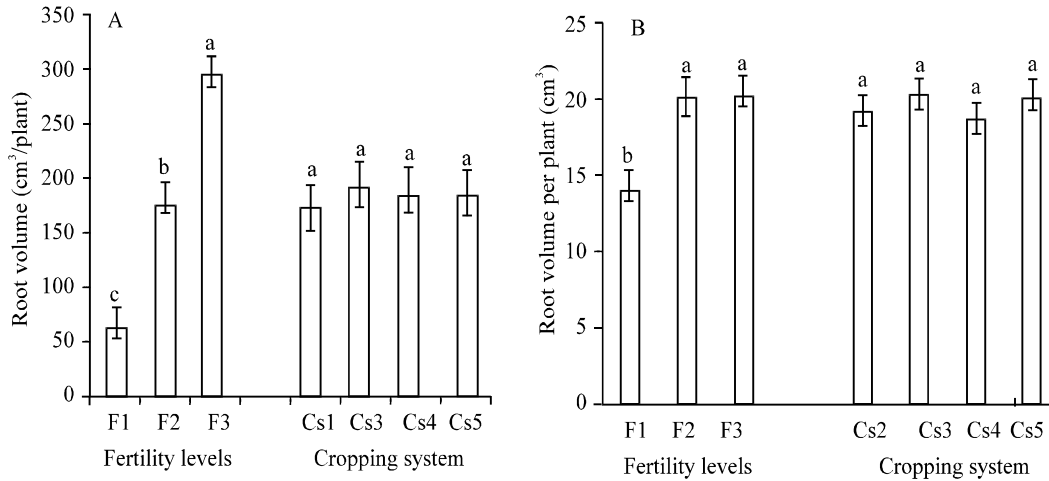 A
Root volume (cm³/plant)
350
300
250
200
150
100
50
0
c
b
a
a
a
a
a
F1 F2 F3 Cs1 Cs3 Cs4 Cs5
Fertility levels Cropping system
B
Root volume per plant (cm³)
25
20
15
10
5
0
b
a
a
a
a
a
a
F1 F2 F3 Cs2 Cs3 Cs4 Cs5
Fertility levels Cropping system